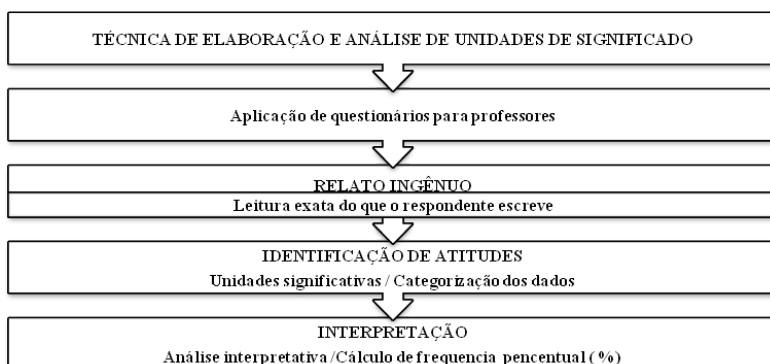 TÉCNICA DE ELABORAÇÃO E ANÁLISE DE UNIDADES DE SIGNIFICADO
Aplicação de questionários para professores
RELATO INGÊNUO
Leitura exata do que o respondente escreve
IDENTIFICAÇÃO DE ATITUDES
Unidades significativas / Categorização dos dados
INTERPRETAÇÃO
Análise interpretativa /Cálculo de frequencia pencentual (%)